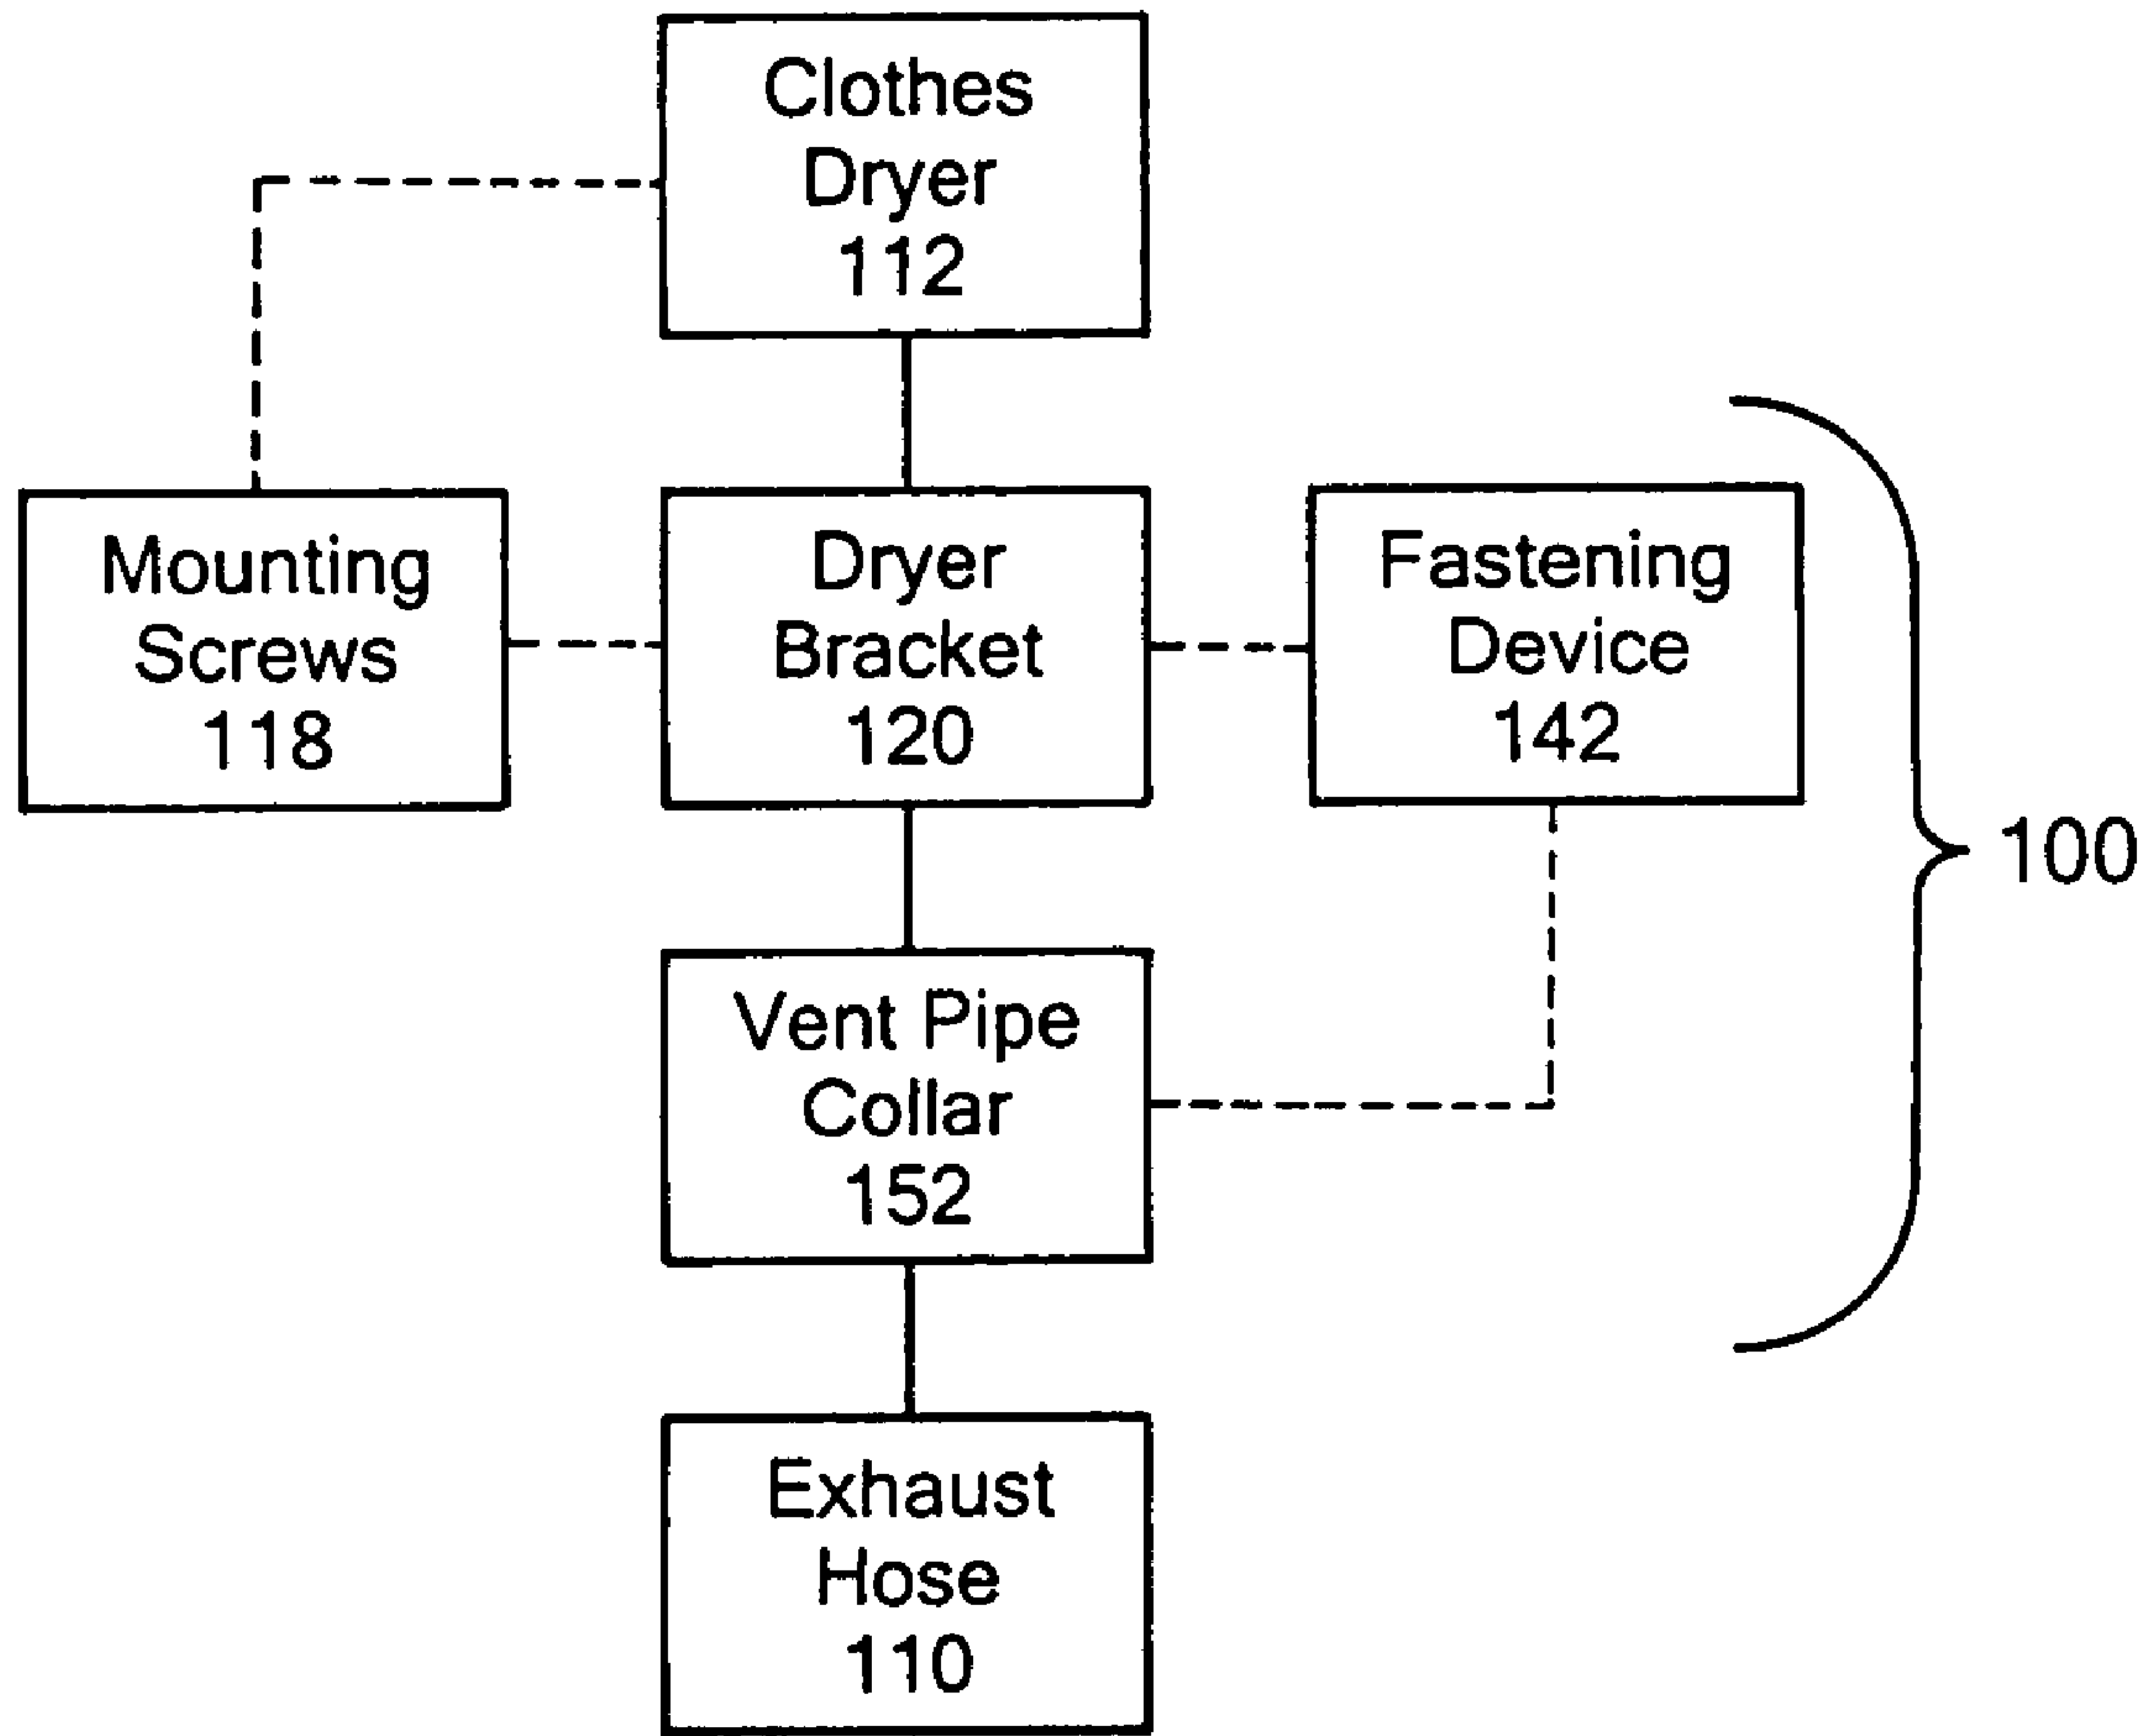 Clothes
Dryer
112
Mounting
Screws
118
Dryer
Bracket
120
Fastening
Device
142
100
Vent Pipe
Collar
152
Exhaust
Hose
110